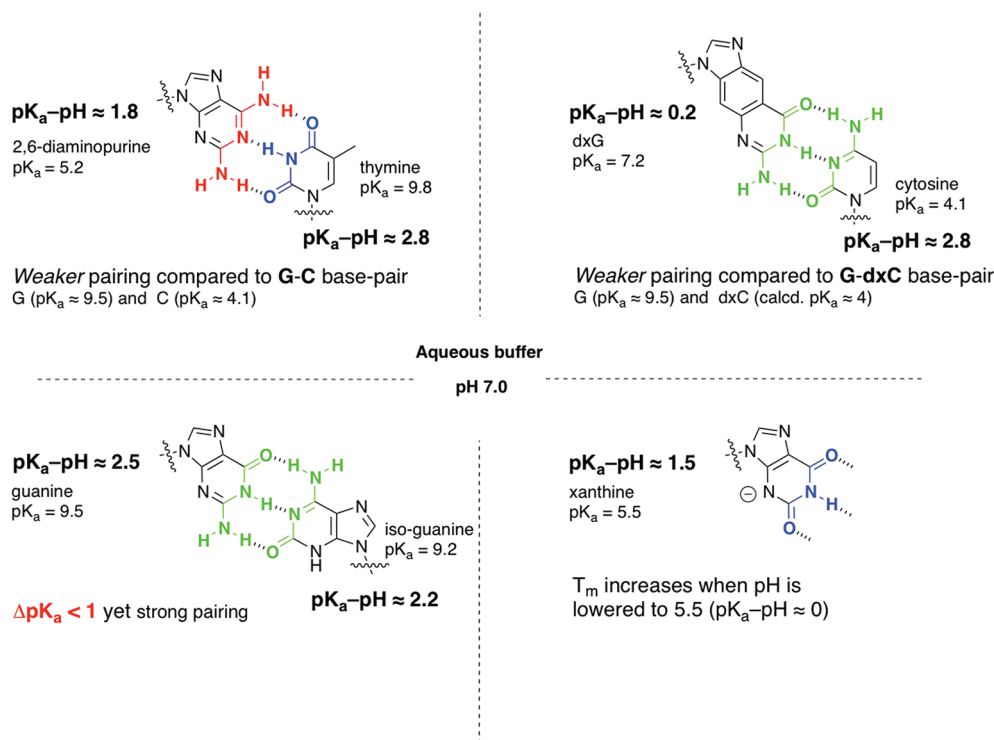 pKa–pH ≈ 1.8
2,6-diaminopurine
pKa = 5.2
H
N
N
N
N
N
H
H
N
H
N
H
O
N
O
N
thymine
pKa = 9.8
pKa–pH ≈ 2.8
Weaker pairing compared to G-C base-pair
G (pKa ≈ 9.5) and C (pKa ≈ 4.1)
pKa–pH ≈ 0.2
dxG
pKa = 7.2
N
N
O
H
H
N
N
H
N
N
H
N
H
O
N
cytosine
pKa = 4.1
pKa–pH ≈ 2.8
Weaker pairing compared to G-dxC base-pair
G (pKa ≈ 9.5) and dxC (calcd. pKa ≈ 4)
Aqueous buffer
pH 7.0
pKa–pH ≈ 2.5
guanine
pKa = 9.5
N
N
O
H
H
N
N
N
H
N
N
H
N
H
O
N
H
N
iso-guanine
pKa = 9.2
pKa–pH ≈ 2.2
ΔpKa < 1 yet strong pairing
pKa–pH ≈ 1.5
xanthine
pKa = 5.5
N
N
O
⊖
N
N
H
O
Tm increases when pH is
lowered to 5.5 (pKa–pH ≈ 0)